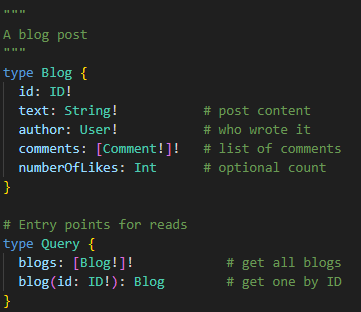 """
A blog post
"""
type Blog {
  id: ID!
  text: String!           # post content
  author: User!           # who wrote it
  comments: [Comment!]!   # list of comments
  numberOfLikes: Int      # optional count
}

# Entry points for reads
type Query {
  blogs: [Blog!]!            # get all blogs
  blog(id: ID!): Blog        # get one by ID
}